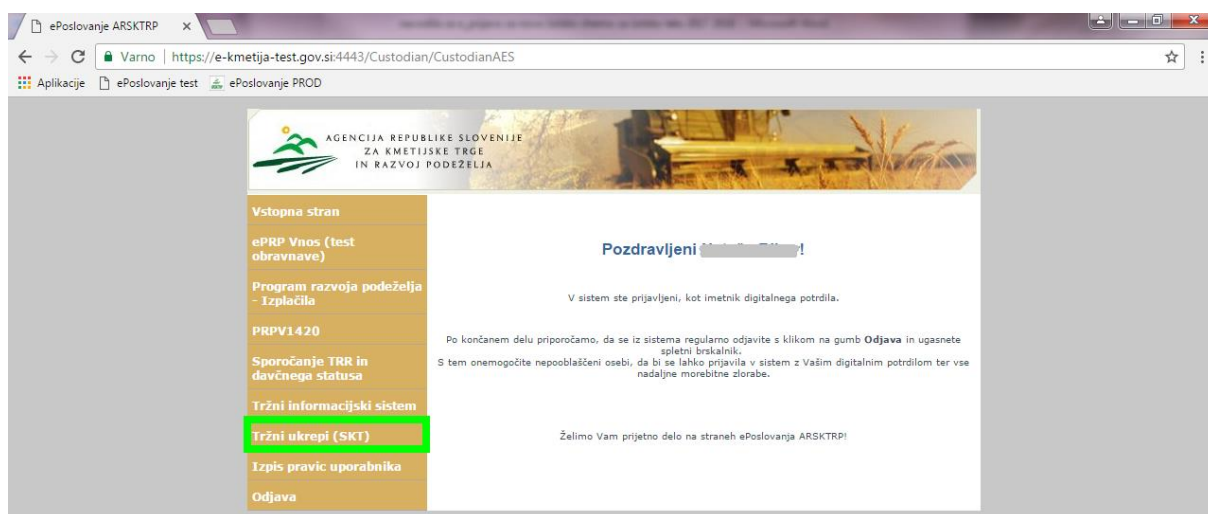 ePoslovanje ARSKTRP
Varno | https://e-kmetija-test.gov.si:4443/Custodian/CustodianAES
Aplikacije ePoslovanje test ePoslovanje PROD
AGENCIJA REPUBLIKE SLOVENIJE
ZA KMETIJSKE TRGE
IN RAZVOJ PODEŽELJA
Vstopna stran
ePRP Vnos (test
obravnave)
Program razvoja podeželja
- Izplačila
PRPV1420
Sporočanje TRR in
davčnega statusa
Tržni informacijski sistem
Tržni ukrepi (SKT)
Izpis pravic uporabnika
Odjava
Pozdravljeni !
V sistem ste prijavljeni, kot imetnik digitalnega potrdila.
Po končanem delu priporočamo, da se iz sistema regularno odjavite s klikom na gumb Odjava in ugasnete
spletni brskalnik.
S tem onemogočite nepooblaščeni osebi, da bi se lahko prijavila v sistem z Vašim digitalnim potrdilom ter vse
nadaljne morebitne zlorabe.
Želimo Vam prijetno delo na straneh ePoslovanja ARSKTRP!